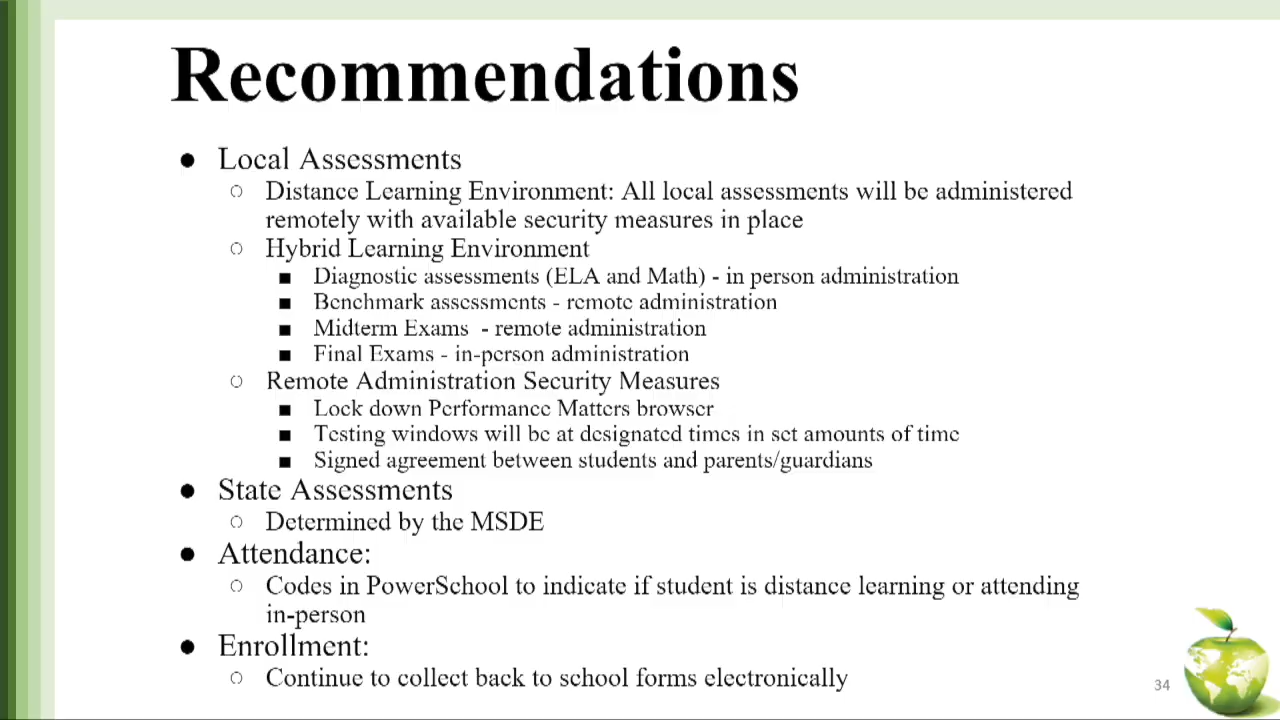 Recommendations
● Local Assessments
○ Distance Learning Environment: All local assessments will be administered
remotely with available security measures in place
○ Hybrid Learning Environment
■ Diagnostic assessments (ELA and Math) - in person administration
■ Benchmark assessments - remote administration
■ Midterm Exams - remote administration
■ Final Exams - in-person administration
○ Remote Administration Security Measures
■ Lock down Performance Matters browser
■ Testing windows will be at designated times in set amounts of time
■ Signed agreement between students and parents/guardians
● State Assessments
○ Determined by the MSDE
● Attendance:
○ Codes in PowerSchool to indicate if student is distance learning or attending
in-person
● Enrollment:
○ Continue to collect back to school forms electronically
34